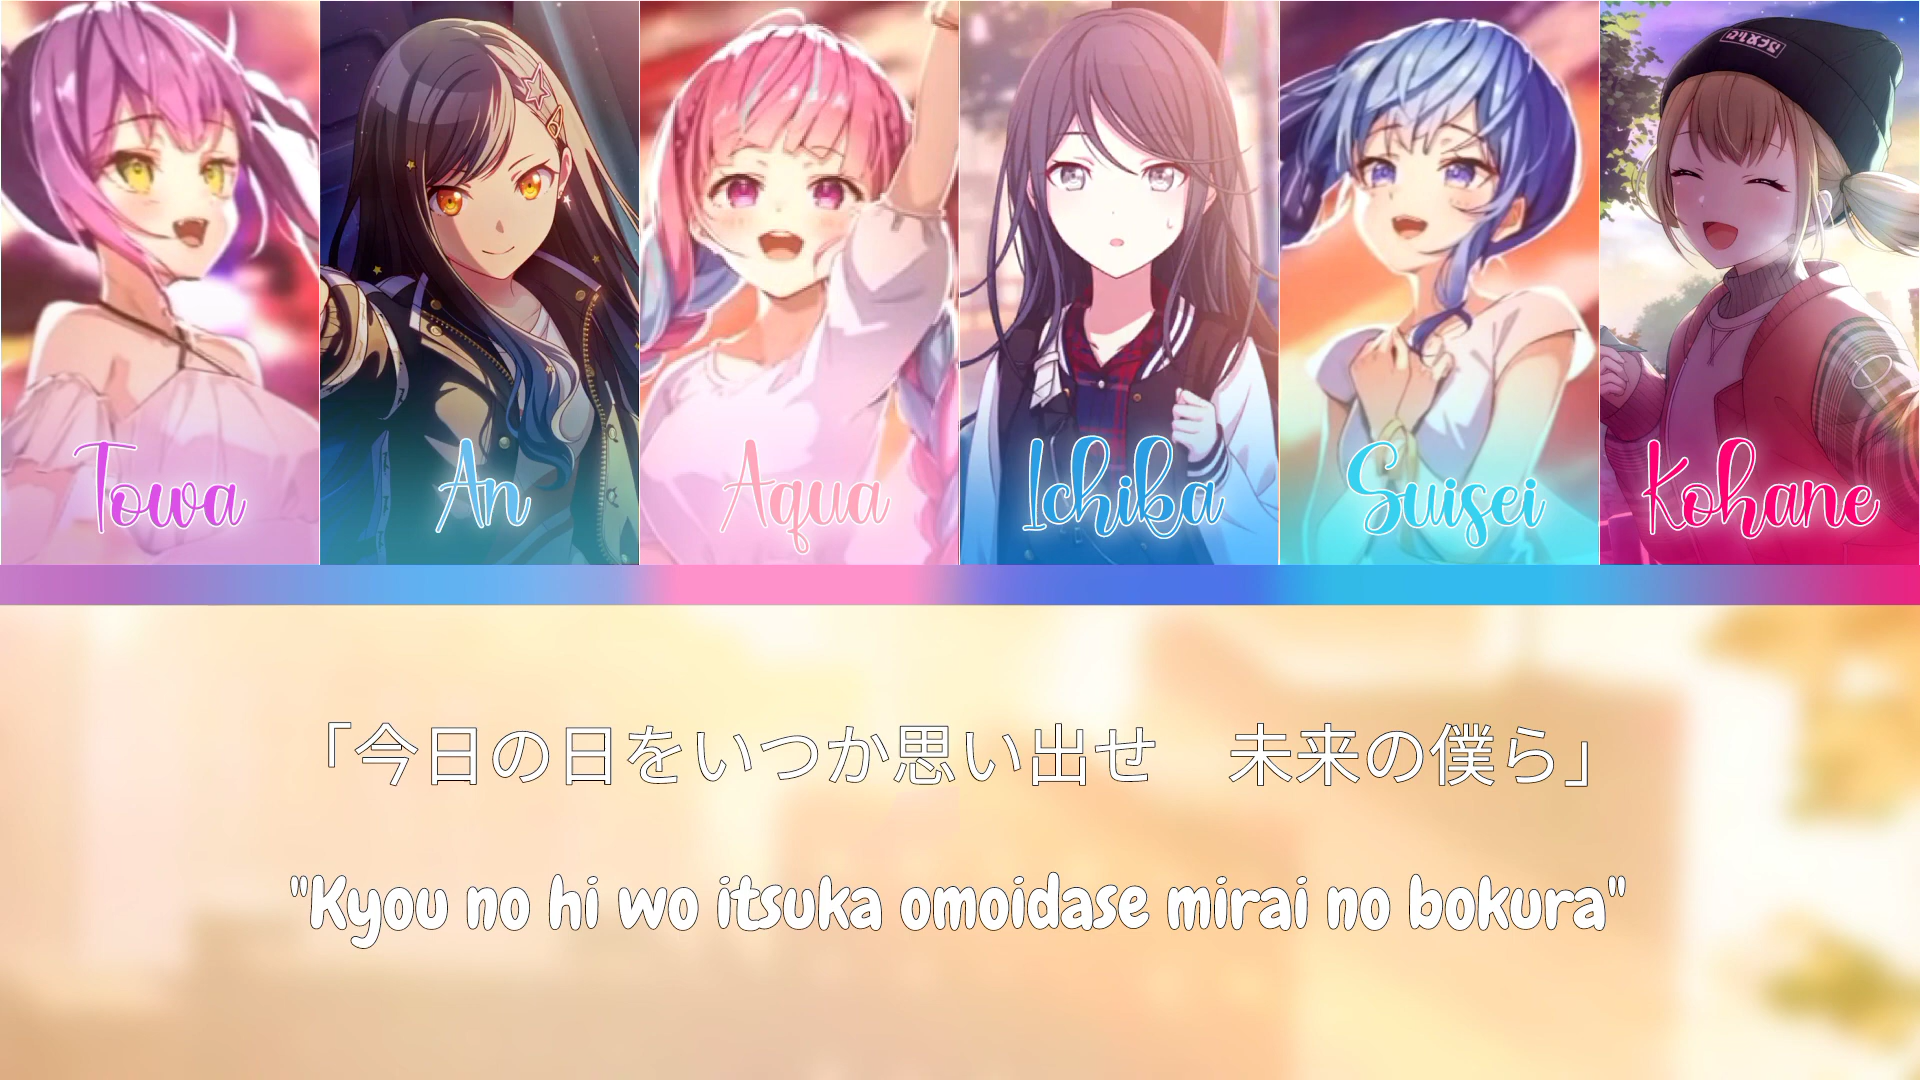 Towa
An
Aqua
Ichika
Suisei
Kohane
「今日の日をいつか思い出せ　未来の僕ら」
"Kyou no hi wo itsuka omoidase mirai no bokura"